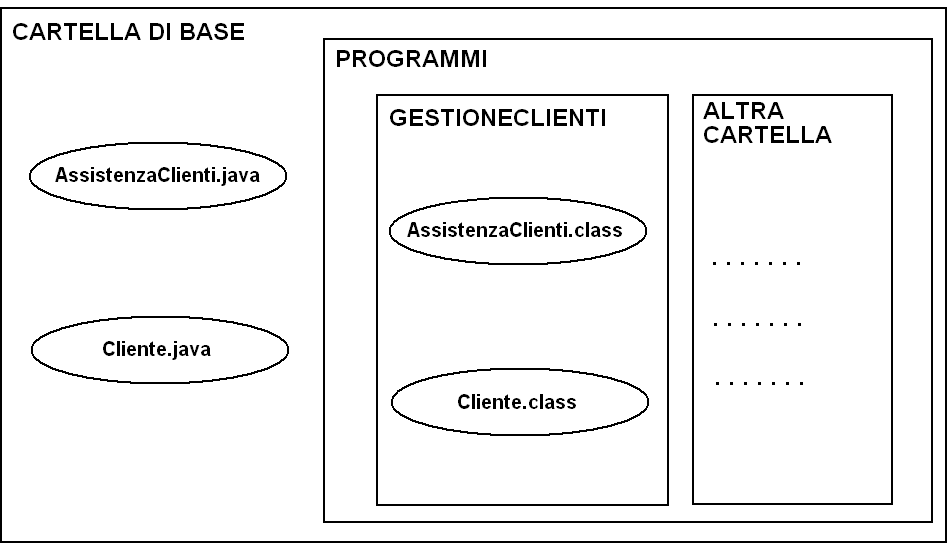 CARTELLA DI BASE
PROGRAMMI
GESTIONECLIENTI
ALTRA
CARTELLA
AssistenzaClienti.java
AssistenzaClienti.class
. . . . . . .
. . . . . . .
Cliente.java
. . . . . . .
Cliente.class